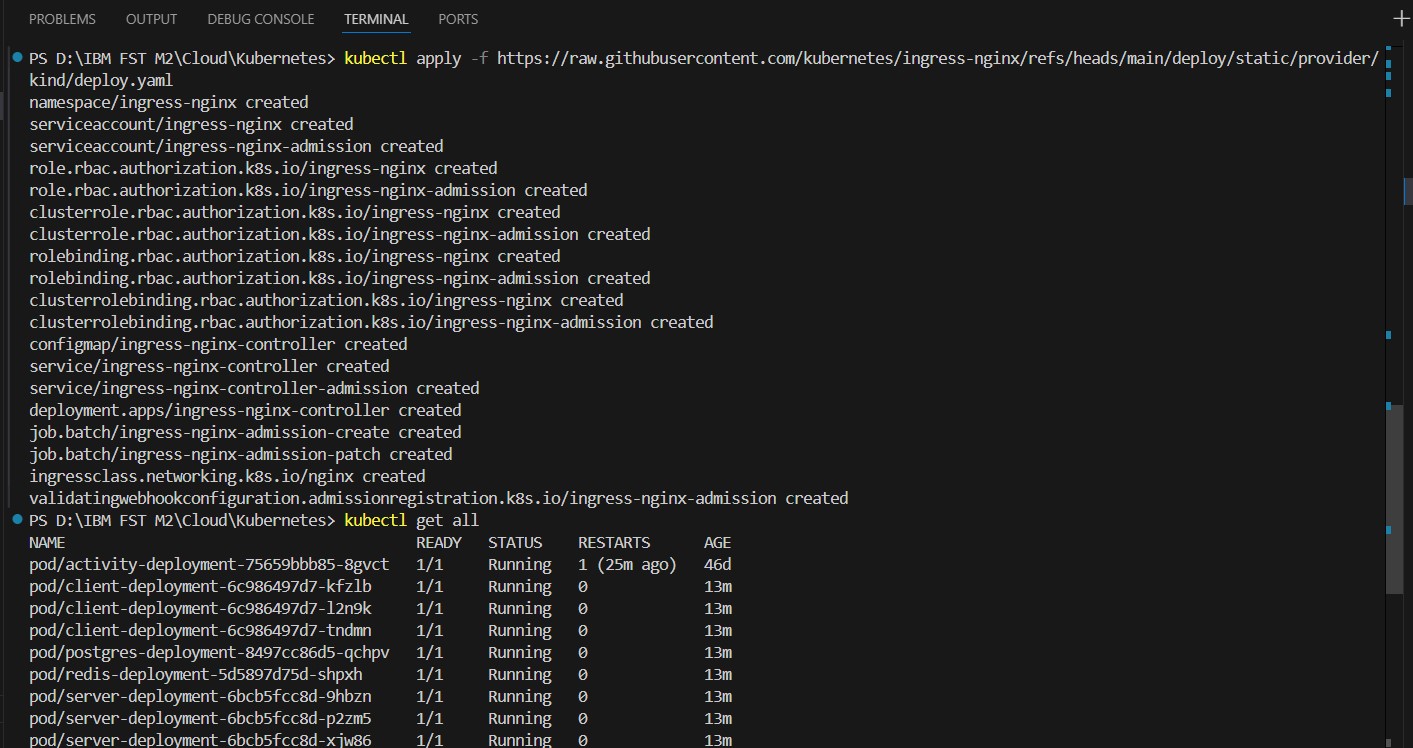 PROBLEMS OUTPUT DEBUG CONSOLE TERMINAL PORTS
PS D:\IBM FST M2\Cloud\Kubernetes> kubectl apply -f https://raw.githubusercontent.com/kubernetes/ingress-nginx/refs/heads/main/deploy/static/provider/
kind/deploy.yaml
namespace/ingress-nginx created
serviceaccount/ingress-nginx created
serviceaccount/ingress-nginx-admission created
role.rbac.authorization.k8s.io/ingress-nginx created
role.rbac.authorization.k8s.io/ingress-nginx-admission created
clusterrole.rbac.authorization.k8s.io/ingress-nginx created
clusterrole.rbac.authorization.k8s.io/ingress-nginx-admission created
rolebinding.rbac.authorization.k8s.io/ingress-nginx created
rolebinding.rbac.authorization.k8s.io/ingress-nginx-admission created
clusterrolebinding.rbac.authorization.k8s.io/ingress-nginx created
clusterrolebinding.rbac.authorization.k8s.io/ingress-nginx-admission created
configmap/ingress-nginx-controller created
service/ingress-nginx-controller created
service/ingress-nginx-controller-admission created
deployment.apps/ingress-nginx-controller created
job.batch/ingress-nginx-admission-create created
job.batch/ingress-nginx-admission-patch created
ingressclass.networking.k8s.io/nginx created
validatingwebhookconfiguration.admissionregistration.k8s.io/ingress-nginx-admission created
PS D:\IBM FST M2\Cloud\Kubernetes> kubectl get all
NAME READY STATUS RESTARTS AGE
pod/activity-deployment-75659bbb85-8gvct 1/1 Running 1 (25m ago) 46d
pod/client-deployment-6c986497d7-kfzlb 1/1 Running 0 13m
pod/client-deployment-6c986497d7-l2n9k 1/1 Running 0 13m
pod/client-deployment-6c986497d7-tndmn 1/1 Running 0 13m
pod/postgres-deployment-8497cc86d5-qchpv 1/1 Running 0 13m
pod/redis-deployment-5d5897d75d-shpxh 1/1 Running 0 13m
pod/server-deployment-6bcb5fcc8d-9hbzn 1/1 Running 0 13m
pod/server-deployment-6bcb5fcc8d-p2zm5 1/1 Running 0 13m
pod/server-deployment-6bcb5fcc8d-xjw86 1/1 Running 0 13m